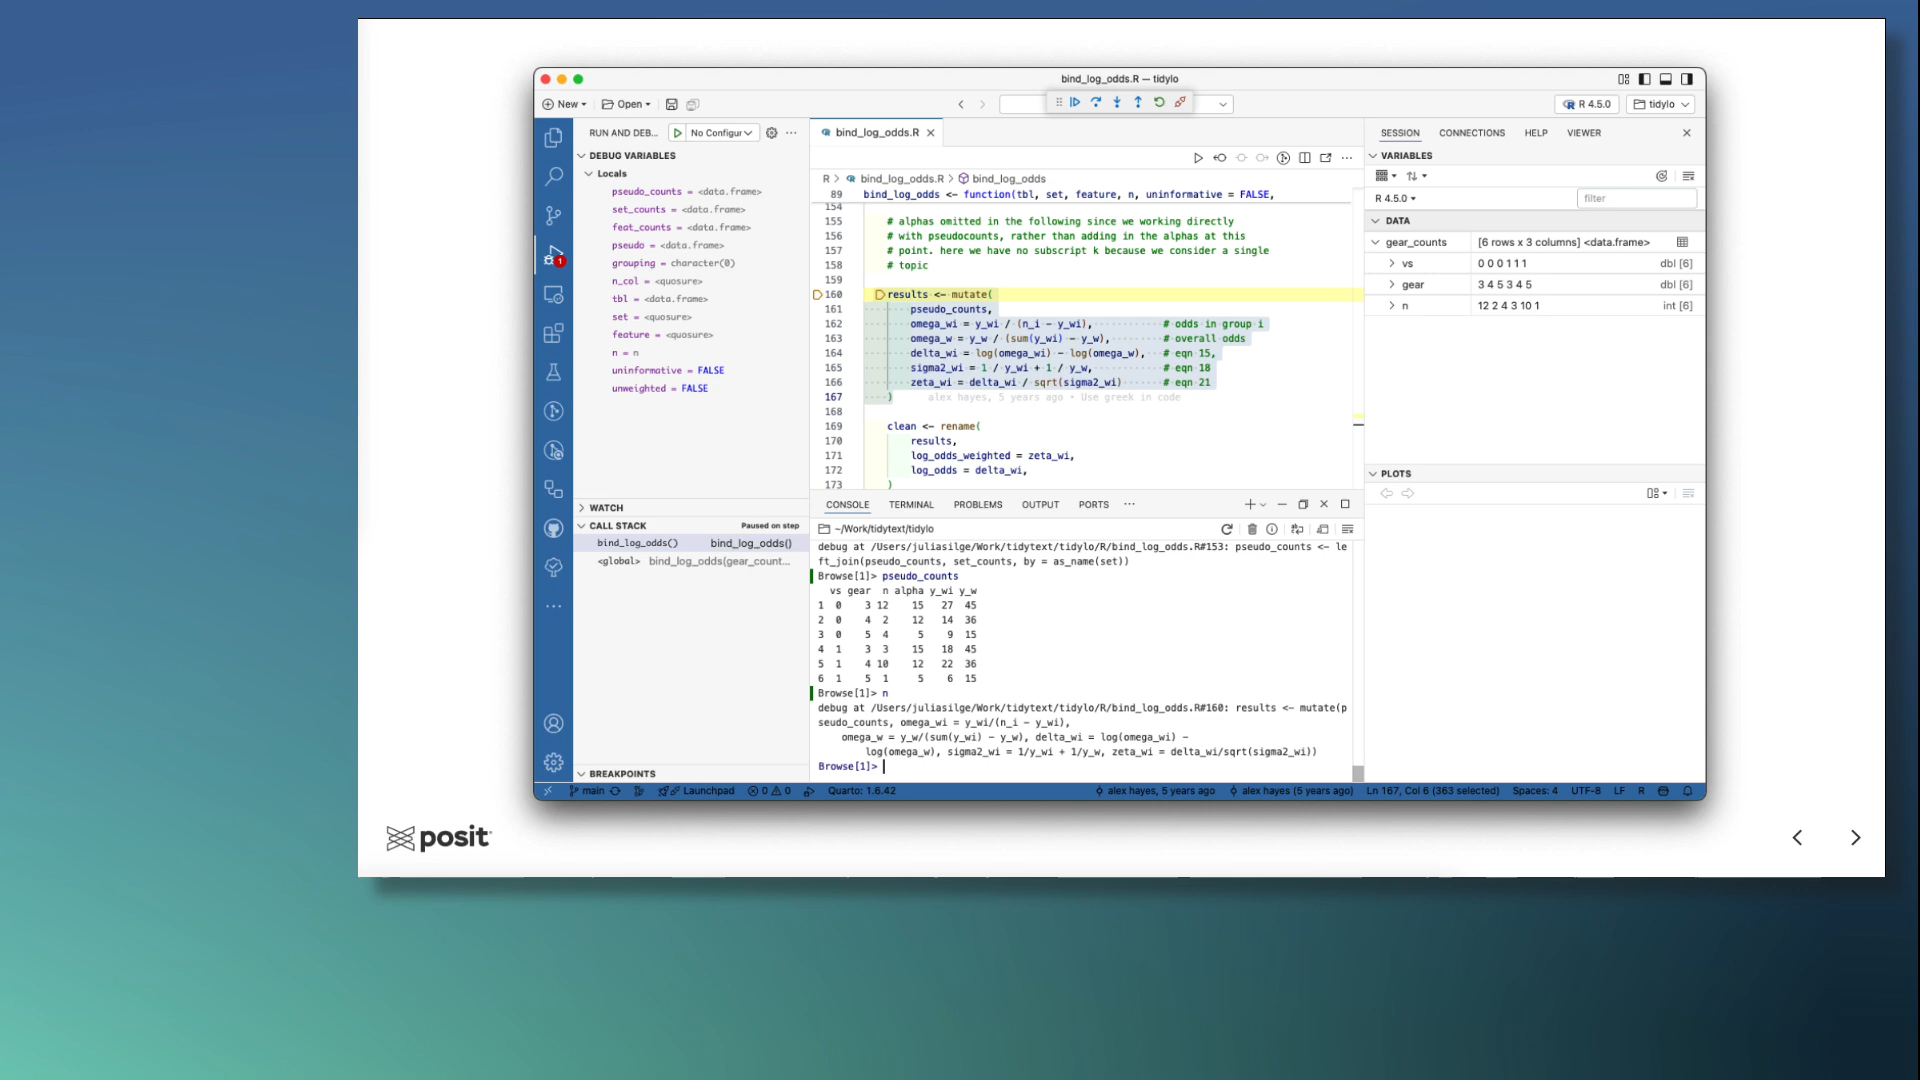 bind_log_odds.R — tidylo
New
Open
R 4.5.0
tidylo
RUN AND DEB...
No Configur
DEBUG VARIABLES
Locals
pseudo_counts = <data.frame>
set_counts = <data.frame>
feat_counts = <data.frame>
pseudo = <data.frame>
grouping = character(0)
n_col = <quosure>
tbl = <data.frame>
set = <quosure>
feature = <quosure>
n = n
uninformative = FALSE
unweighted = FALSE
WATCH
CALL STACK
Paused on step
bind_log_odds() bind_log_odds()
<global> bind_log_odds(gear_count...
BREAKPOINTS
1
bind_log_odds.R
R > bind_log_odds.R > bind_log_odds
89 bind_log_odds <- function(tbl, set, feature, n, uninformative = FALSE,
154
155 # alphas omitted in the following since we working directly
156 # with pseudocounts, rather than adding in the alphas at this
157 # point. here we have no subscript k because we consider a single
158 # topic
159
160 results <- mutate(
161 pseudo_counts,
162 omega_wi = y_wi / (n_i - y_wi), # odds in group i
163 omega_w = y_w / (sum(y_wi) - y_w), # overall odds
164 delta_wi = log(omega_wi) - log(omega_w), # eqn 15,
165 sigma2_wi = 1 / y_wi + 1 / y_w, # eqn 18
166 zeta_wi = delta_wi / sqrt(sigma2_wi) # eqn 21
167 ) alex hayes, 5 years ago • Use greek in code
168
169 clean <- rename(
170 results,
171 log_odds_weighted = zeta_wi,
172 log_odds = delta_wi,
173 )
CONSOLE TERMINAL PROBLEMS OUTPUT PORTS ···
~/Work/tidytext/tidylo
debug at /Users/juliasilge/Work/tidytext/tidylo/R/bind_log_odds.R#153: pseudo_counts <- le
ft_join(pseudo_counts, set_counts, by = as_name(set))
Browse[1]> pseudo_counts
vs gear n alpha y_wi y_w
1 0 3 12 15 27 45
2 0 4 2 12 14 36
3 0 5 4 5 9 15
4 1 3 3 15 18 45
5 1 4 10 12 22 36
6 1 5 1 5 6 15
Browse[1]> n
debug at /Users/juliasilge/Work/tidytext/tidylo/R/bind_log_odds.R#160: results <- mutate(p
seudo_counts, omega_wi = y_wi/(n_i - y_wi),
omega_w = y_w/(sum(y_wi) - y_w), delta_wi = log(omega_wi) -
log(omega_w), sigma2_wi = 1/y_wi + 1/y_w, zeta_wi = delta_wi/sqrt(sigma2_wi))
Browse[1]>
SESSION CONNECTIONS HELP VIEWER
VARIABLES
R 4.5.0
filter
DATA
gear_counts [6 rows x 3 columns] <data.frame>
vs 0 0 0 1 1 1 dbl [6]
gear 3 4 5 3 4 5 dbl [6]
n 12 2 4 3 10 1 int [6]
PLOTS
main Launchpad 0 0 Quarto: 1.6.42 alex hayes, 5 years ago alex hayes (5 years ago) Ln 167, Col 6 (363 selected) Spaces: 4 UTF-8 LF R
posit